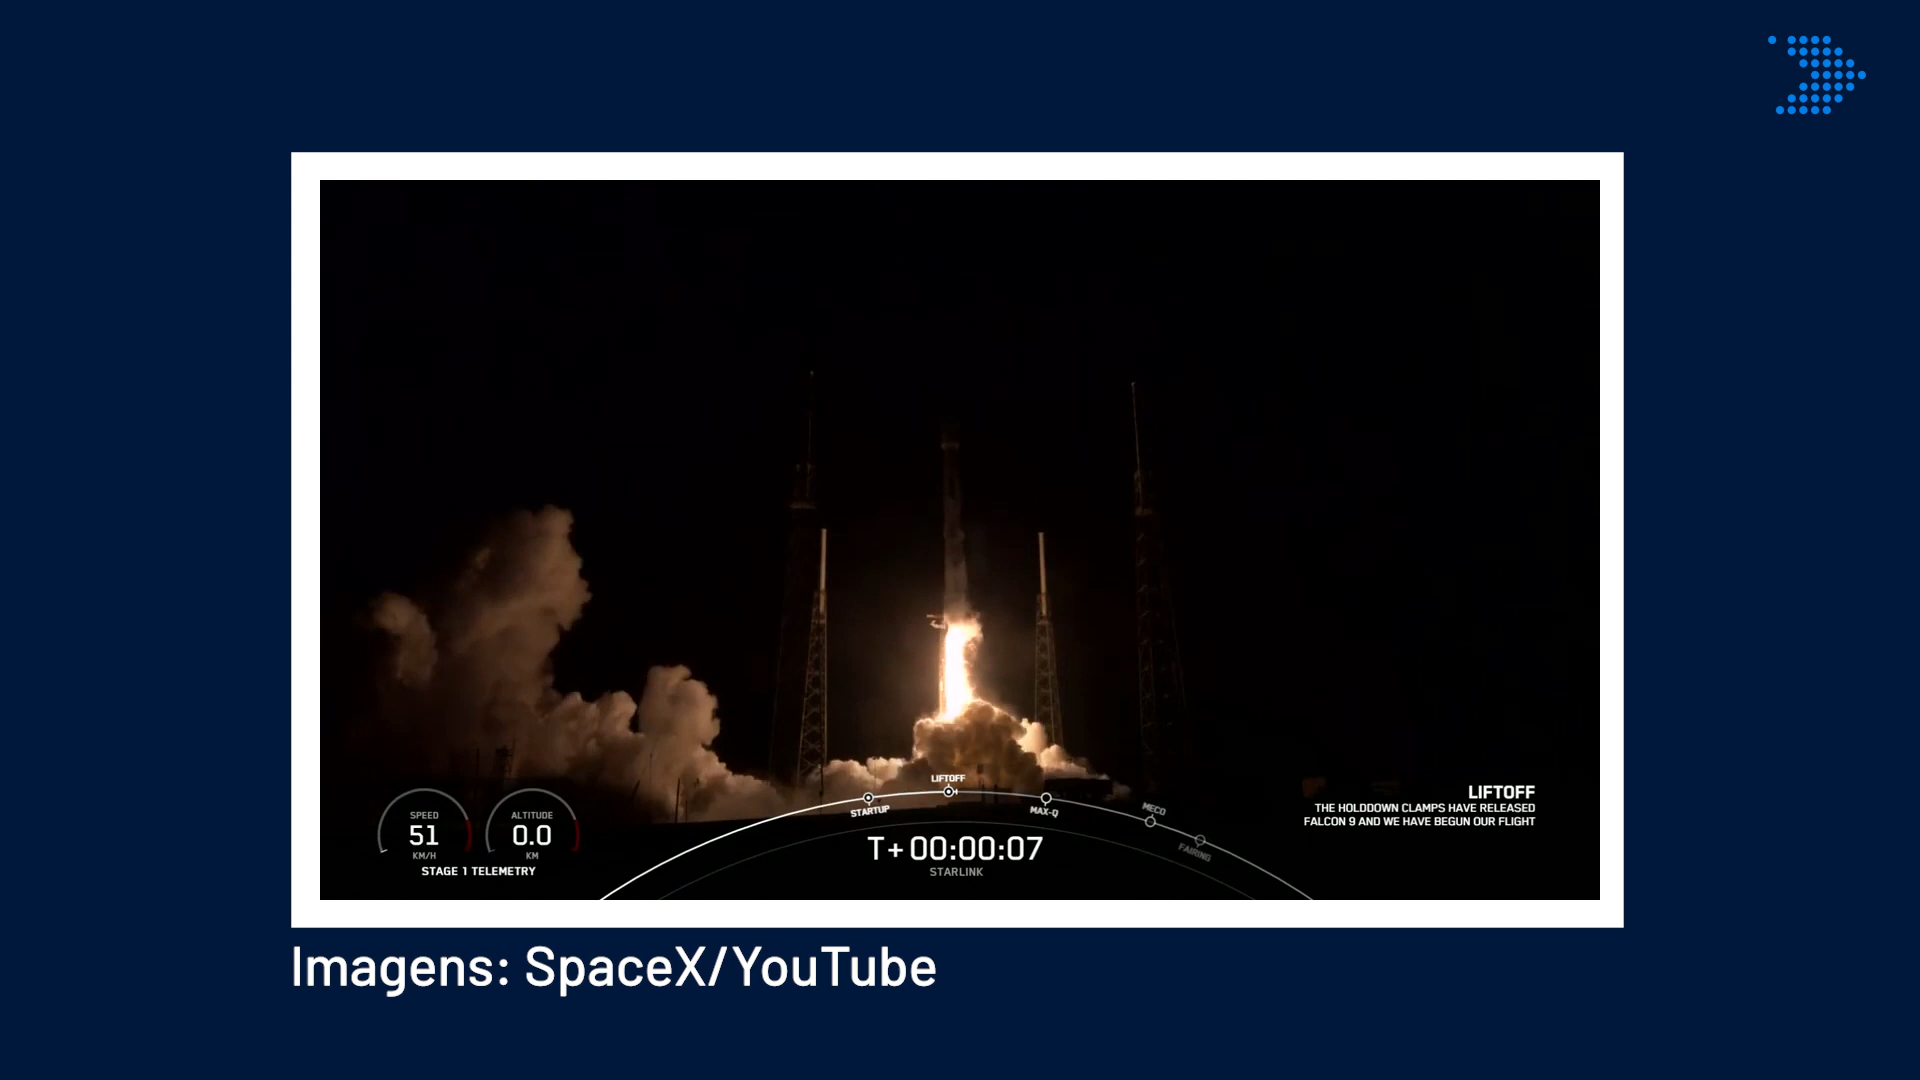 LIFTOFF
STARTUP
MAX-Q
MECO
FAIRING
SPEED
51
KM/H
ALTITUDE
0.0
KM
STAGE 1 TELEMETRY
T+00:00:07
STARLINK
LIFTOFF
THE HOLDDOWN CLAMPS HAVE RELEASED
FALCON 9 AND WE HAVE BEGUN OUR FLIGHT
Imagens: SpaceX/YouTube